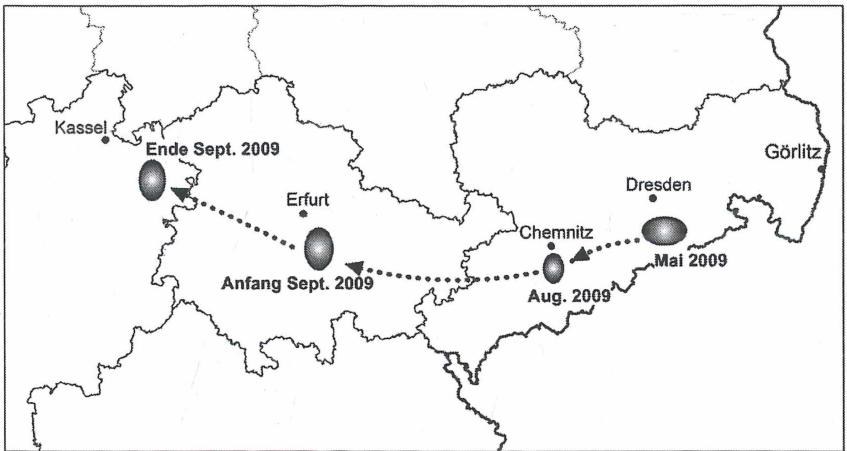 Kassel
Ende Sept. 2009
Görlitz
Dresden
Erfurt
Chemnitz
Mai 2009
Anfang Sept. 2009
Aug. 2009